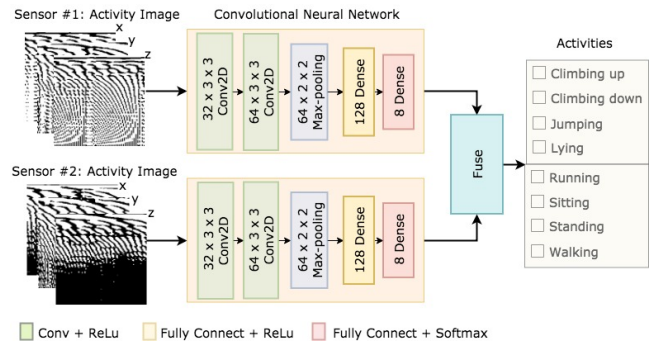 Sensor #1: Activity Image
x
y
z
Convolutional Neural Network
32 x 3 x 3
Conv2D
64 x 3 x 3
Conv2D
64 x 2 x 2
Max-pooling
128 Dense
8 Dense
Sensor #2: Activity Image
x
y
z
32 x 3 x 3
Conv2D
64 x 3 x 3
Conv2D
64 x 2 x 2
Max-pooling
128 Dense
8 Dense
Fuse
Activities
Climbing up
Climbing down
Jumping
Lying
Running
Sitting
Standing
Walking
Conv + ReLu
Fully Connect + ReLu
Fully Connect + Softmax